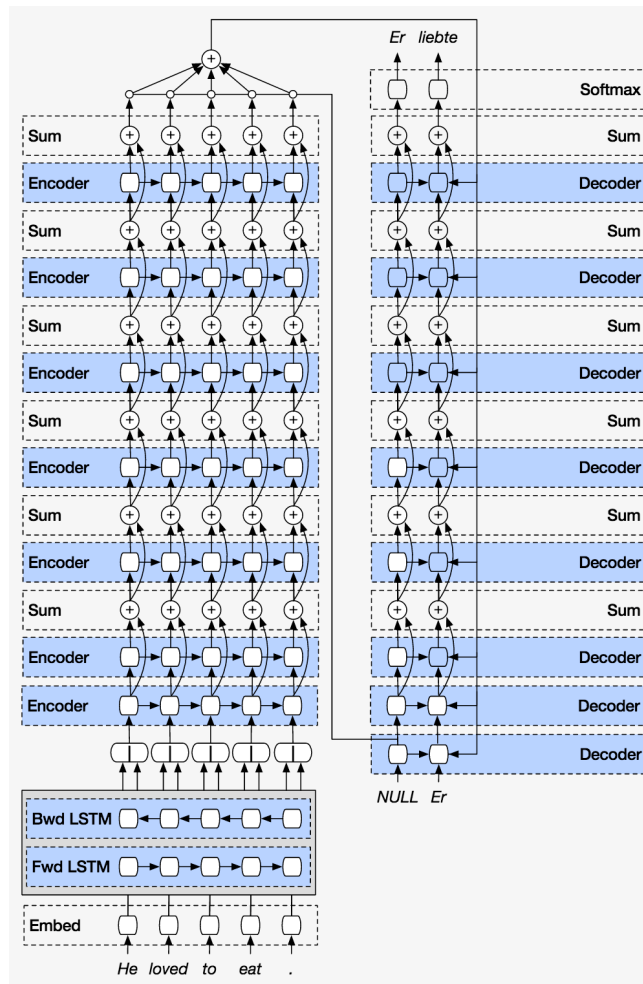 Er liebte
Softmax
Sum
Sum
Encoder
Decoder
Sum
Sum
Encoder
Decoder
Sum
Sum
Encoder
Decoder
Sum
Sum
Encoder
Decoder
Sum
Sum
Encoder
Decoder
Sum
Sum
Encoder
Decoder
Encoder
Decoder
Decoder
NULL Er
Bwd LSTM
Fwd LSTM
Embed
He loved to eat .